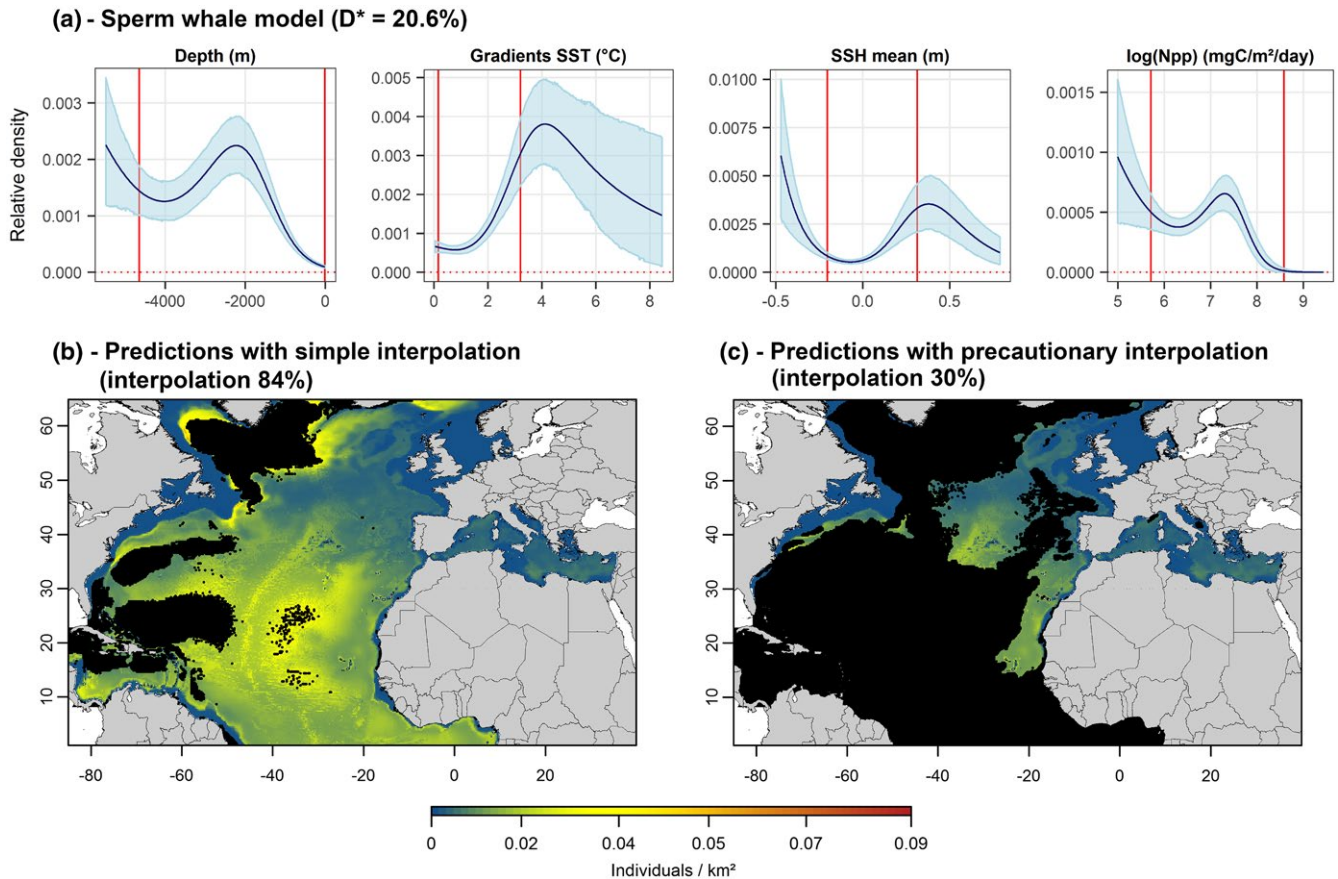 (a) - Sperm whale model (D* = 20.6%)
Depth (m)
Gradients SST (°C)
SSH mean (m)
log(Npp) (mgC/m²/day)
Relative density
0.003
0.002
0.001
0.000
-4000 -2000 0
0.005
0.004
0.003
0.002
0.001
0.000
0 2 4 6 8
0.0100
0.0075
0.0050
0.0025
0.0000
-0.5 0.0 0.5
0.0015
0.0010
0.0005
0.0000
5 6 7 8 9
(b) - Predictions with simple interpolation
(interpolation 84%)
60
50
40
30
20
10
-80 -60 -40 -20 0 20
(c) - Predictions with precautionary interpolation
(interpolation 30%)
60
50
40
30
20
10
-80 -60 -40 -20 0 20
0 0.02 0.04 0.05 0.07 0.09
Individuals / km²